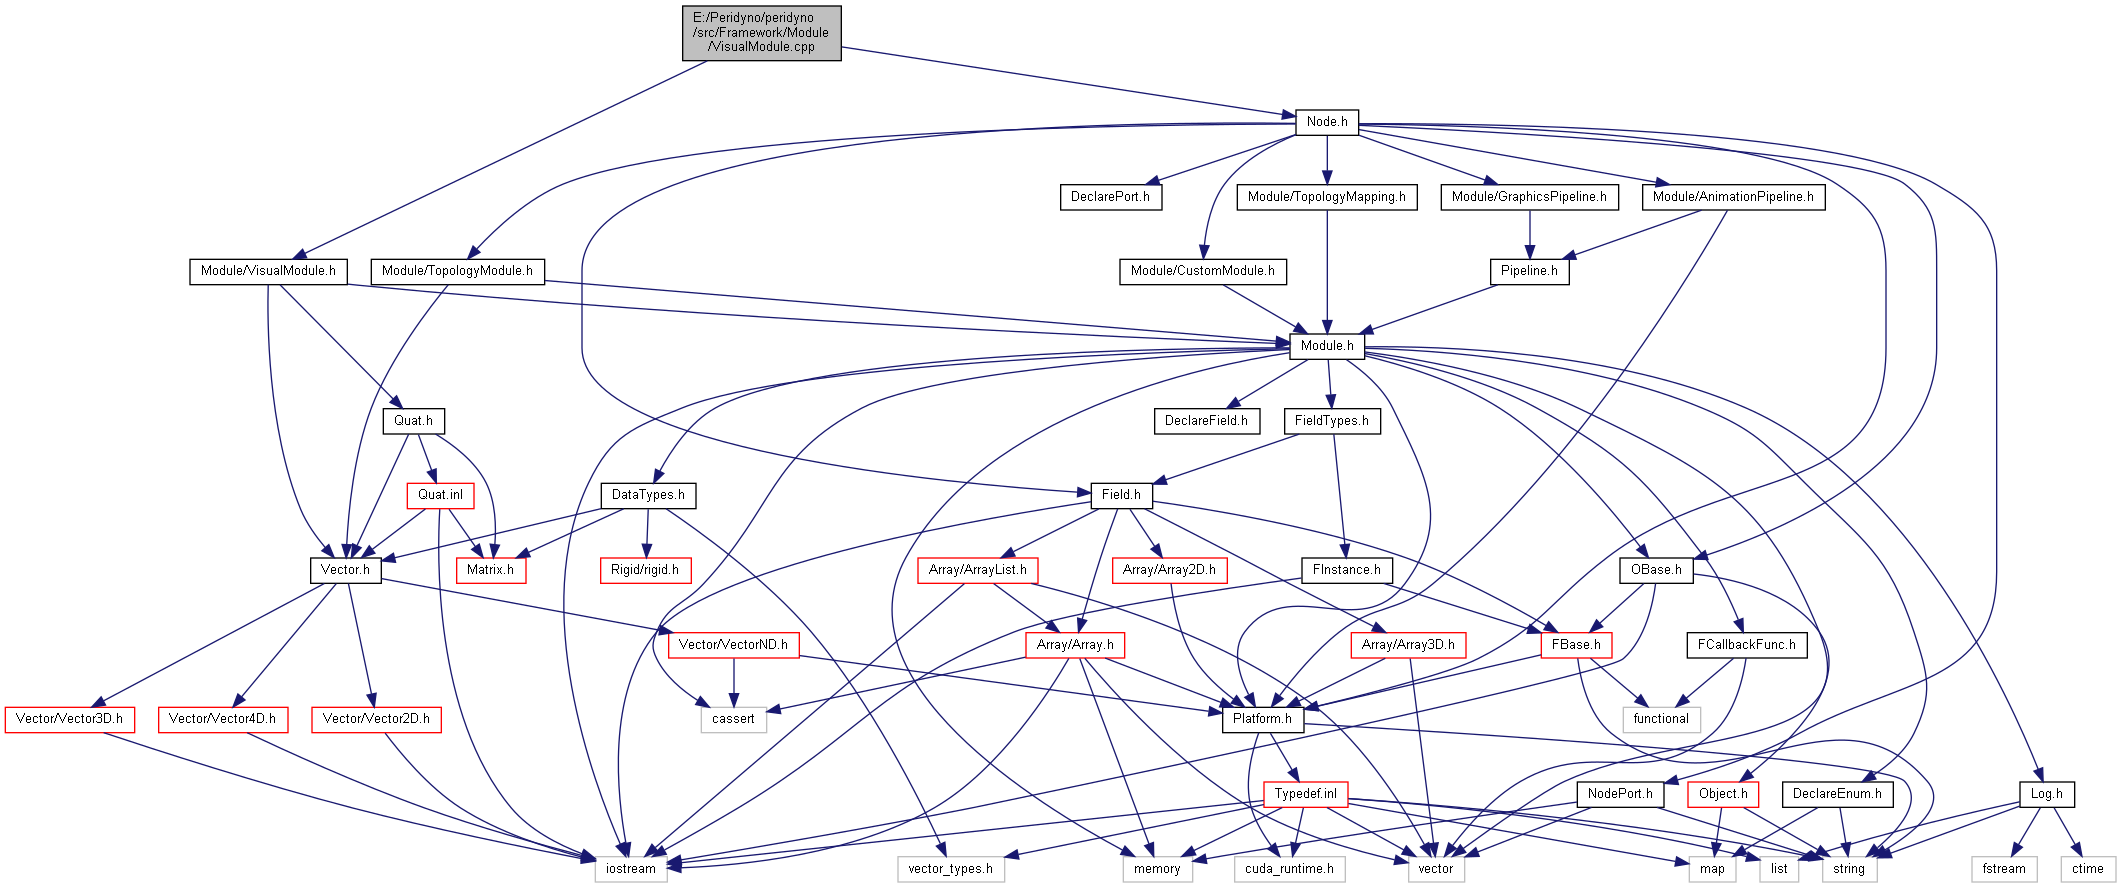 E:/Peridyno/peridyno
/src/Framework/Module
/VisualModule.cpp
Node.h
DeclarePort.h
Module/TopologyMapping.h
Module/GraphicsPipeline.h
Module/AnimationPipeline.h
Module/VisualModule.h
Module/TopologyModule.h
Module/CustomModule.h
Pipeline.h
Module.h
Quat.h
DeclareField.h
FieldTypes.h
Quat.inl
DataTypes.h
Field.h
Vector.h
Matrix.h
Rigid/rigid.h
Array/ArrayList.h
Array/Array2D.h
FInstance.h
OBase.h
Vector/VectorND.h
Array/Array.h
Array/Array3D.h
FBase.h
FCallbackFunc.h
Vector/Vector3D.h
Vector/Vector4D.h
Vector/Vector2D.h
cassert
Platform.h
functional
Typedef.inl
NodePort.h
Object.h
DeclareEnum.h
Log.h
iostream
vector_types.h
memory
cuda_runtime.h
vector
map
list
string
fstream
ctime